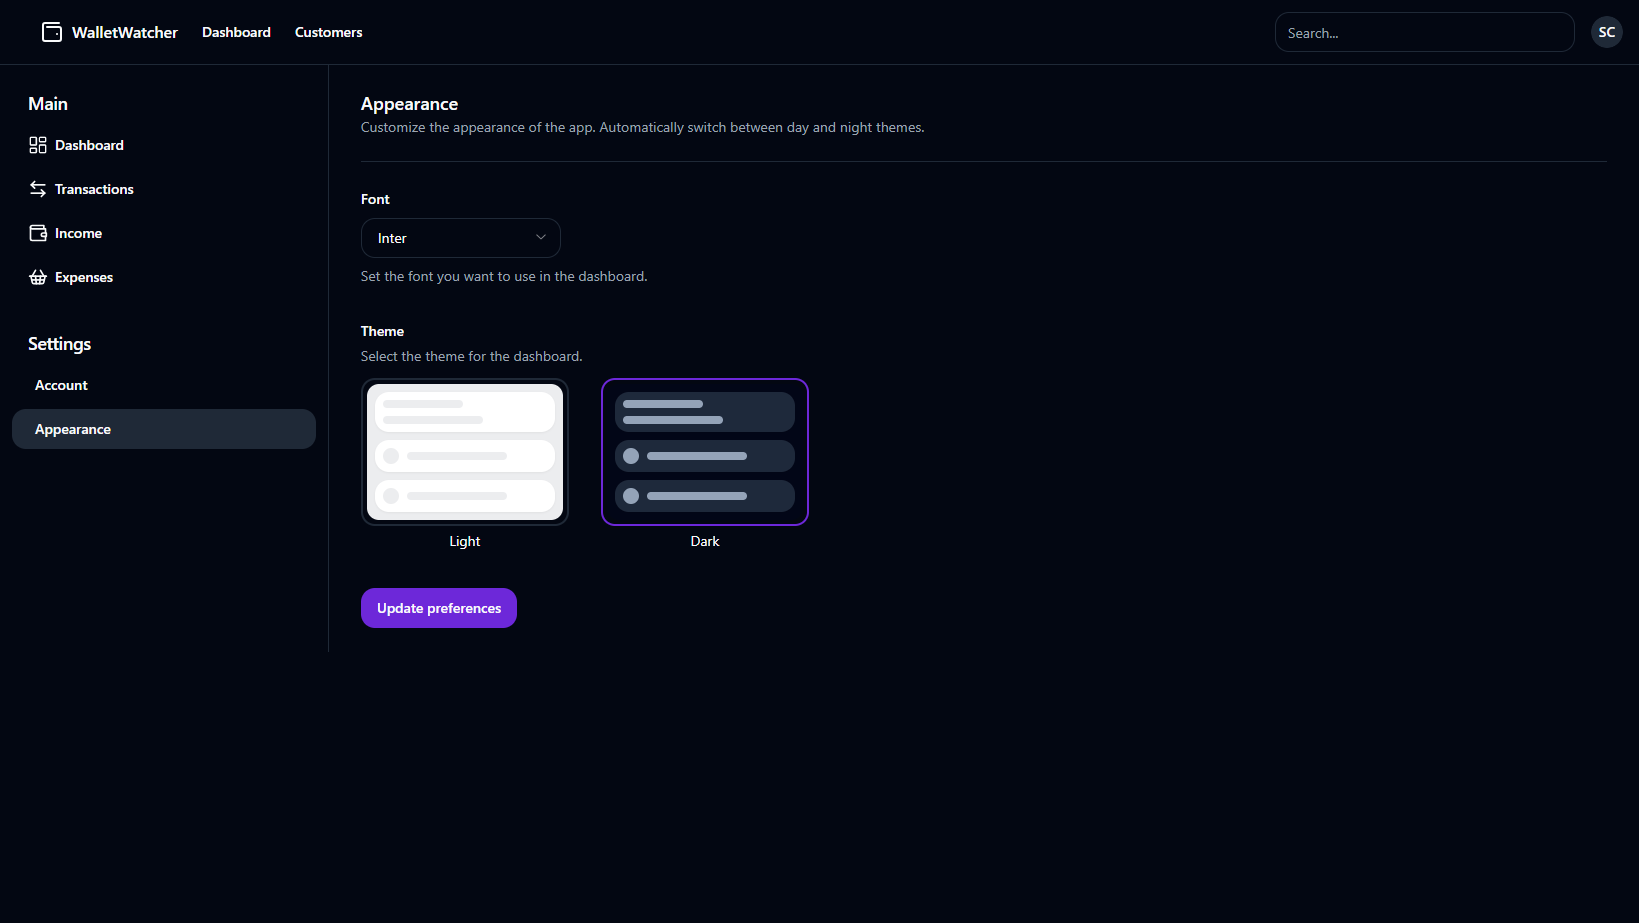 WalletWatcher
Dashboard
Customers
Search...
SC
Main
Dashboard
Transactions
Income
Expenses
Settings
Account
Appearance
Appearance
Customize the appearance of the app. Automatically switch between day and night themes.
Font
Inter
Set the font you want to use in the dashboard.
Theme
Select the theme for the dashboard.
Light
Dark
Update preferences